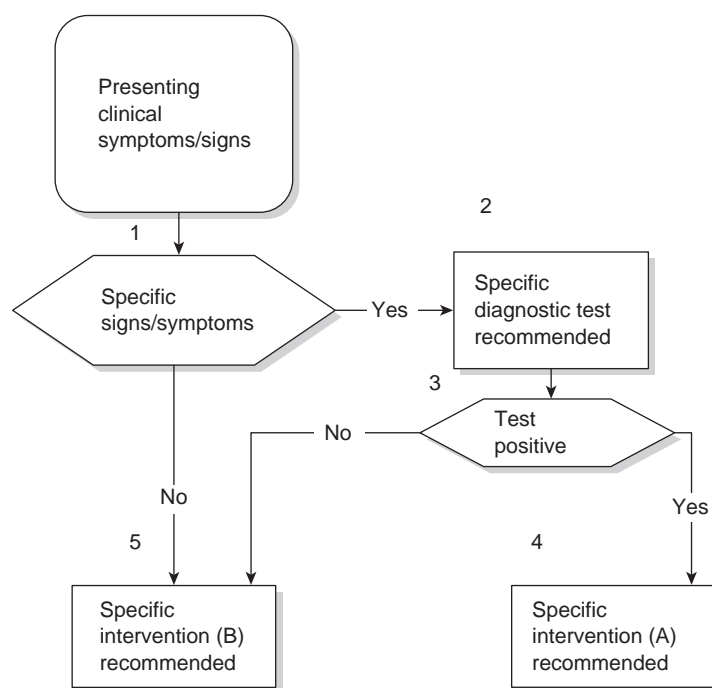 Presenting
clinical
symptoms/signs
1
2
Specific
signs/symptoms
Yes
Specific
diagnostic test
recommended
3
No
Test
positive
No
Yes
5
4
Specific
intervention (B)
recommended
Specific
intervention (A)
recommended